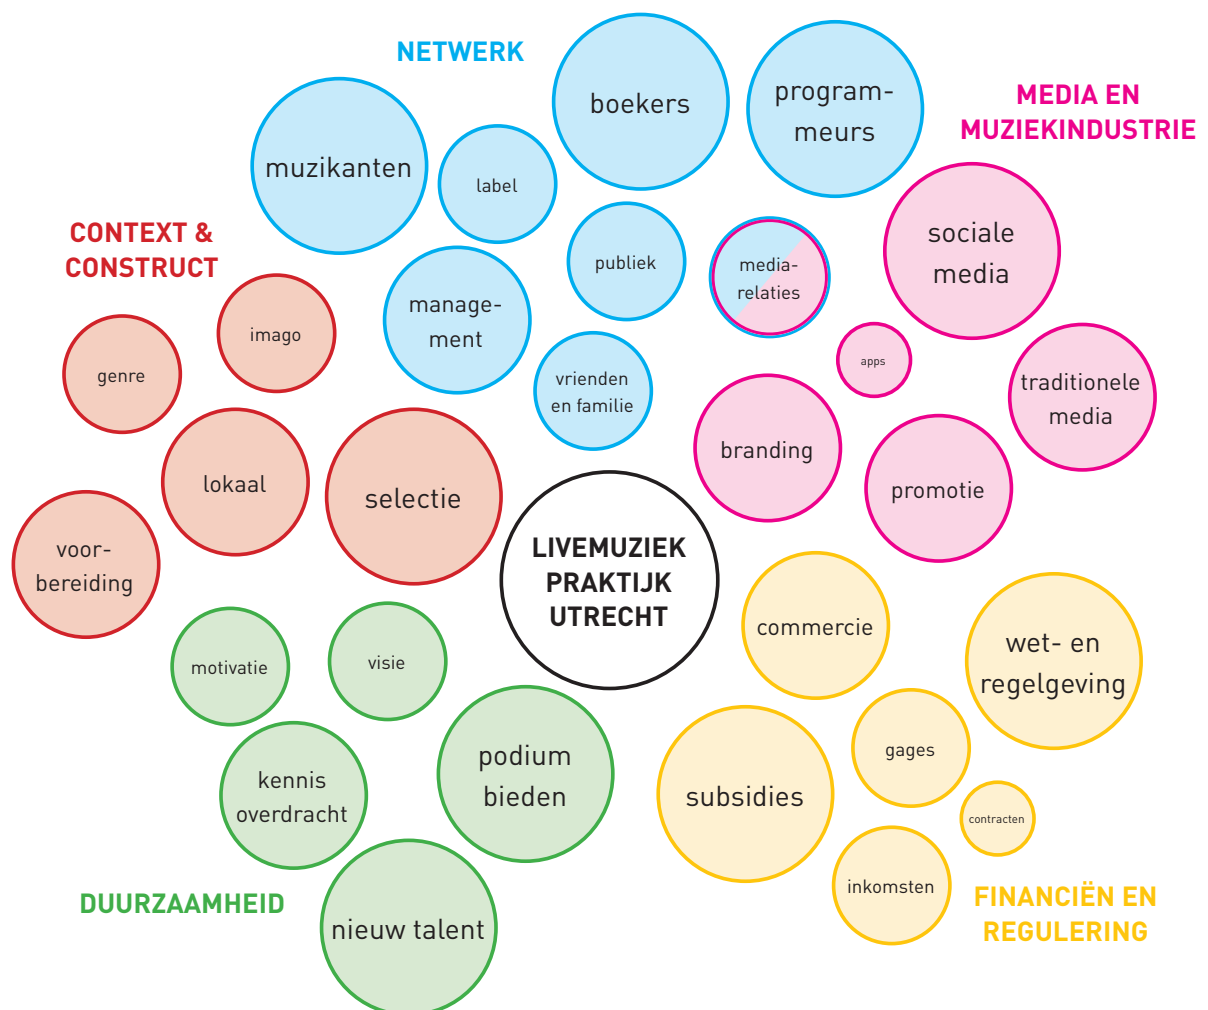 NETWERK
boekers
program-
meurs
MEDIA EN
MUZIEKINDUSTRIE
muzikanten
label
sociale
media
CONTEXT &
CONSTRUCT
publiek
media-
relaties
manage-
ment
imago
genre
apps
vrienden
en familie
traditionele
media
branding
lokaal
selectie
promotie
voor-
bereiding
LIVEMUZIEK
PRAKTIJK
UTRECHT
commercie
wet- en
regelgeving
motivatie
visie
gages
podium
bieden
kennis
overdracht
subsidies
contracten
inkomsten
DUURZAAMHEID
FINANCIËN EN
REGULERING
nieuw talent